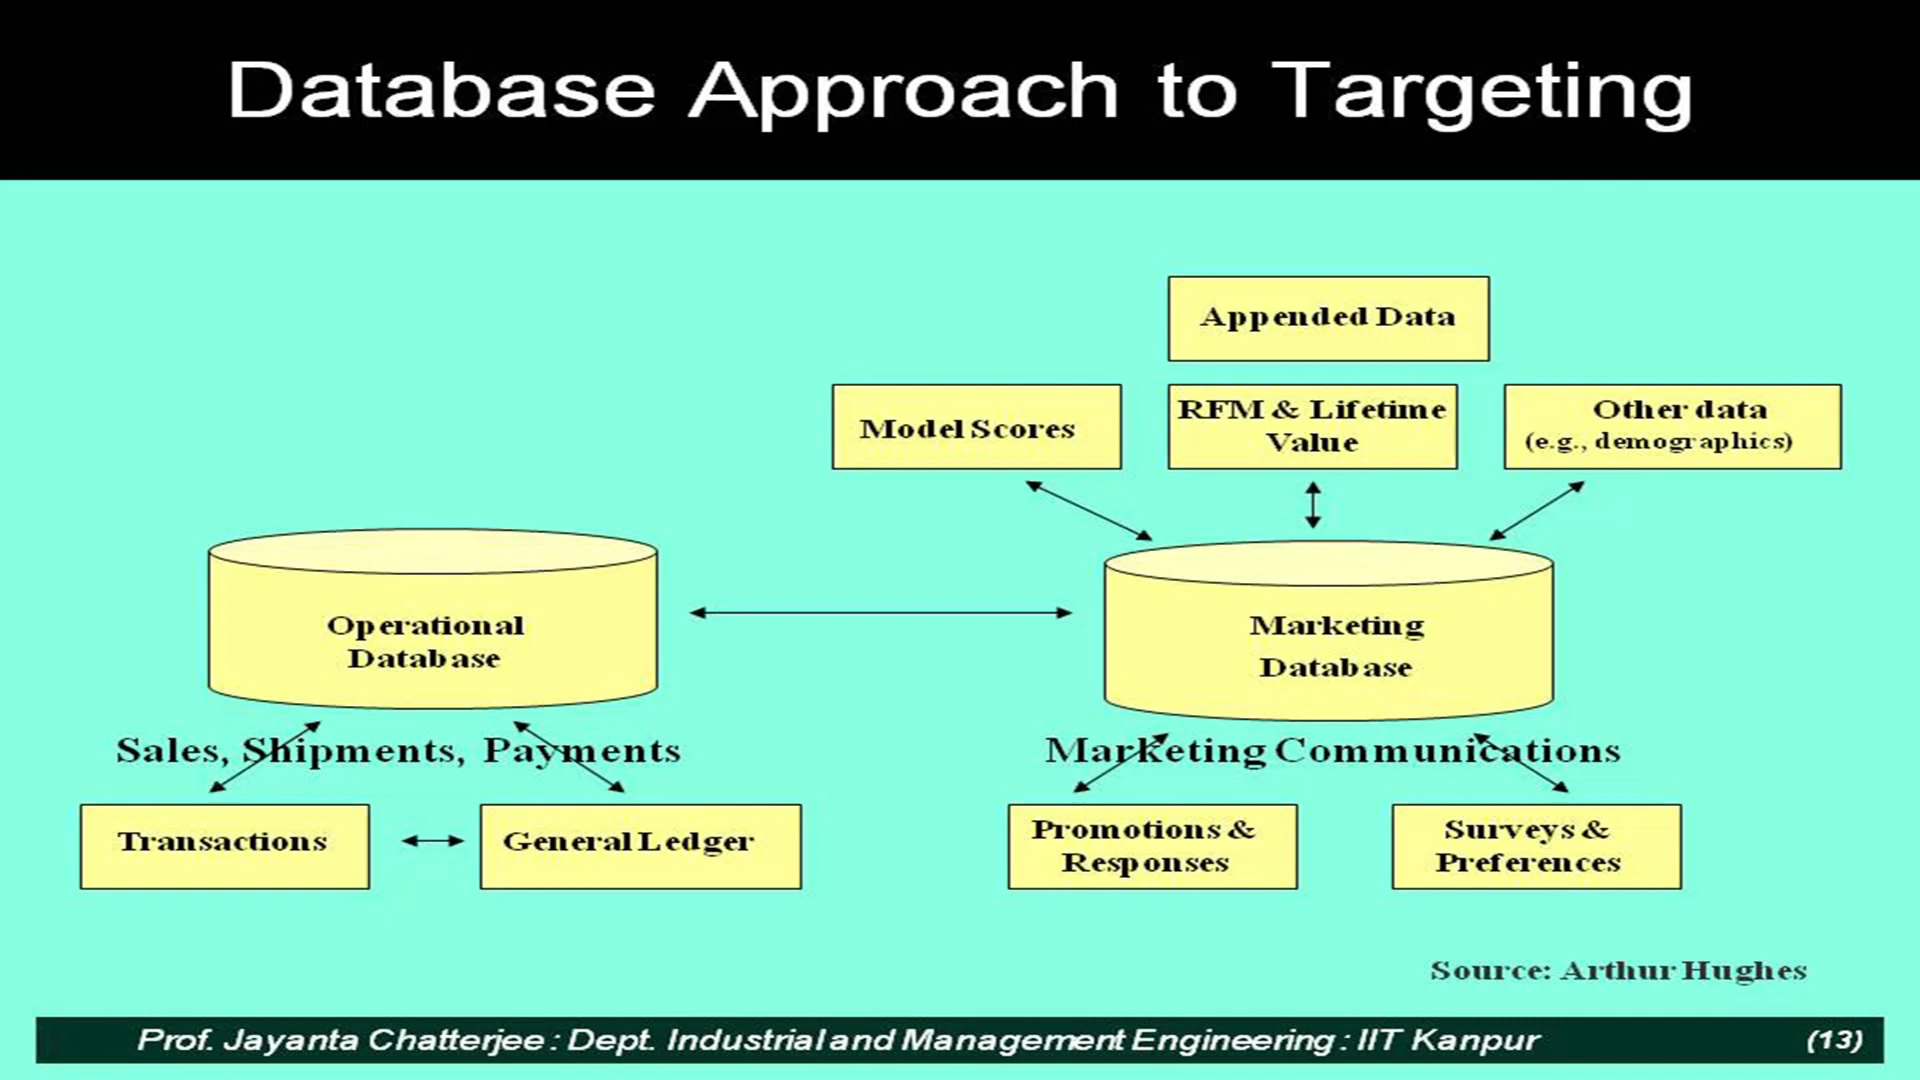 Database Approach to Targeting
Appended Data
Model Scores
RFM & Lifetime
Value
Other data
(e.g., demographics)
Operational
Database
Marketing
Database
Sales, Shipments, Payments
Marketing Communications
Transactions
General Ledger
Promotions &
Responses
Surveys &
Preferences
Source: Arthur Hughes
Prof. Jayanta Chatterjee : Dept. Industrial and Management Engineering : IIT Kanpur
(13)